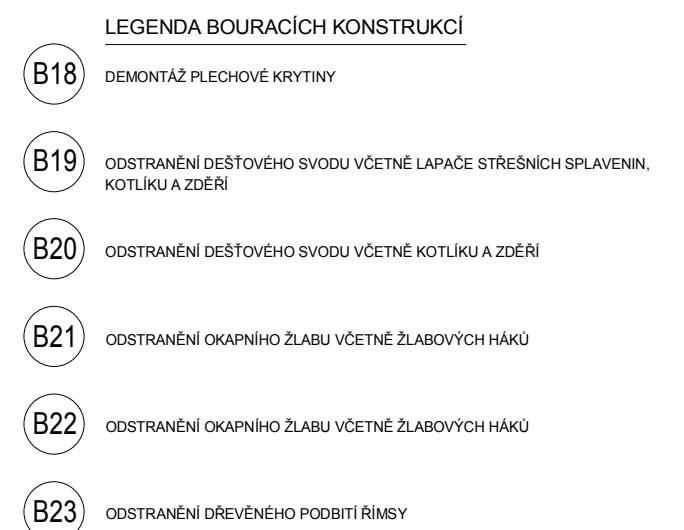 LEGENDA BOURACÍCH KONSTRUKCÍ
B18 DEMONTÁŽ PLECHOVÉ KRYTINY
B19 ODSTRANĚNÍ DEŠŤOVÉHO SVODU VČETNĚ LAPAČE STŘEŠNÍCH SPLAVENIN,
KOTLÍKU A ZDĚŘÍ
B20 ODSTRANĚNÍ DEŠŤOVÉHO SVODU VČETNĚ KOTLÍKU A ZDĚŘÍ
B21 ODSTRANĚNÍ OKAPNÍHO ŽLABU VČETNĚ ŽLABOVÝCH HÁKŮ
B22 ODSTRANĚNÍ OKAPNÍHO ŽLABU VČETNĚ ŽLABOVÝCH HÁKŮ
B23 ODSTRANĚNÍ DŘEVĚNÉHO PODBITÍ ŘÍMSY